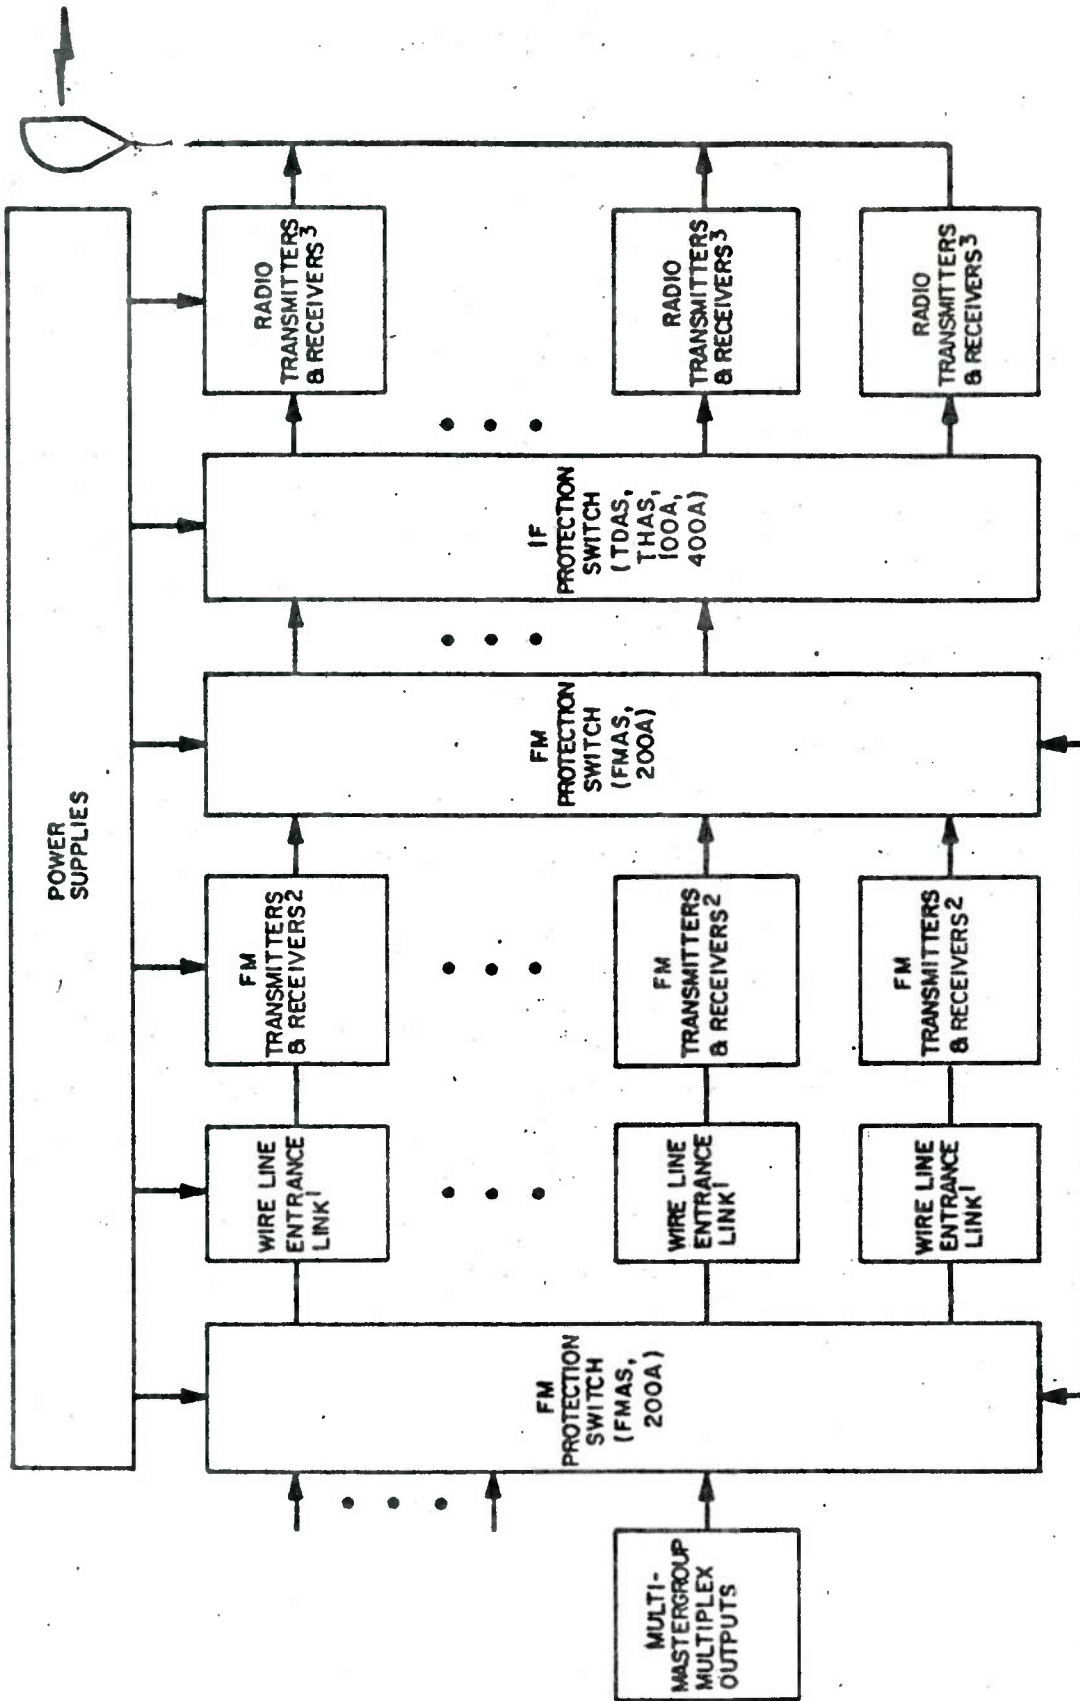 POWER
SUPPLIES
MULTI-
MASTERGROUP
MULTIPLEX
OUTPUTS
FM
PROTECTION
SWITCH
(FMAS,
200A)
WIRE LINE
ENTRANCE
LINK1
WIRE LINE
ENTRANCE
LINK1
WIRE LINE
ENTRANCE
LINK1
FM
TRANSMITTERS
& RECEIVERS2
FM
TRANSMITTERS
& RECEIVERS2
FM
TRANSMITTERS
& RECEIVERS2
FM
PROTECTION
SWITCH
(FMAS,
200A)
IF
PROTECTION
SWITCH
(TDAS,
THAS,
100A,
400A)
RADIO
TRANSMITTERS
& RECEIVERS3
RADIO
TRANSMITTERS
& RECEIVERS3
RADIO
TRANSMITTERS
& RECEIVERS3